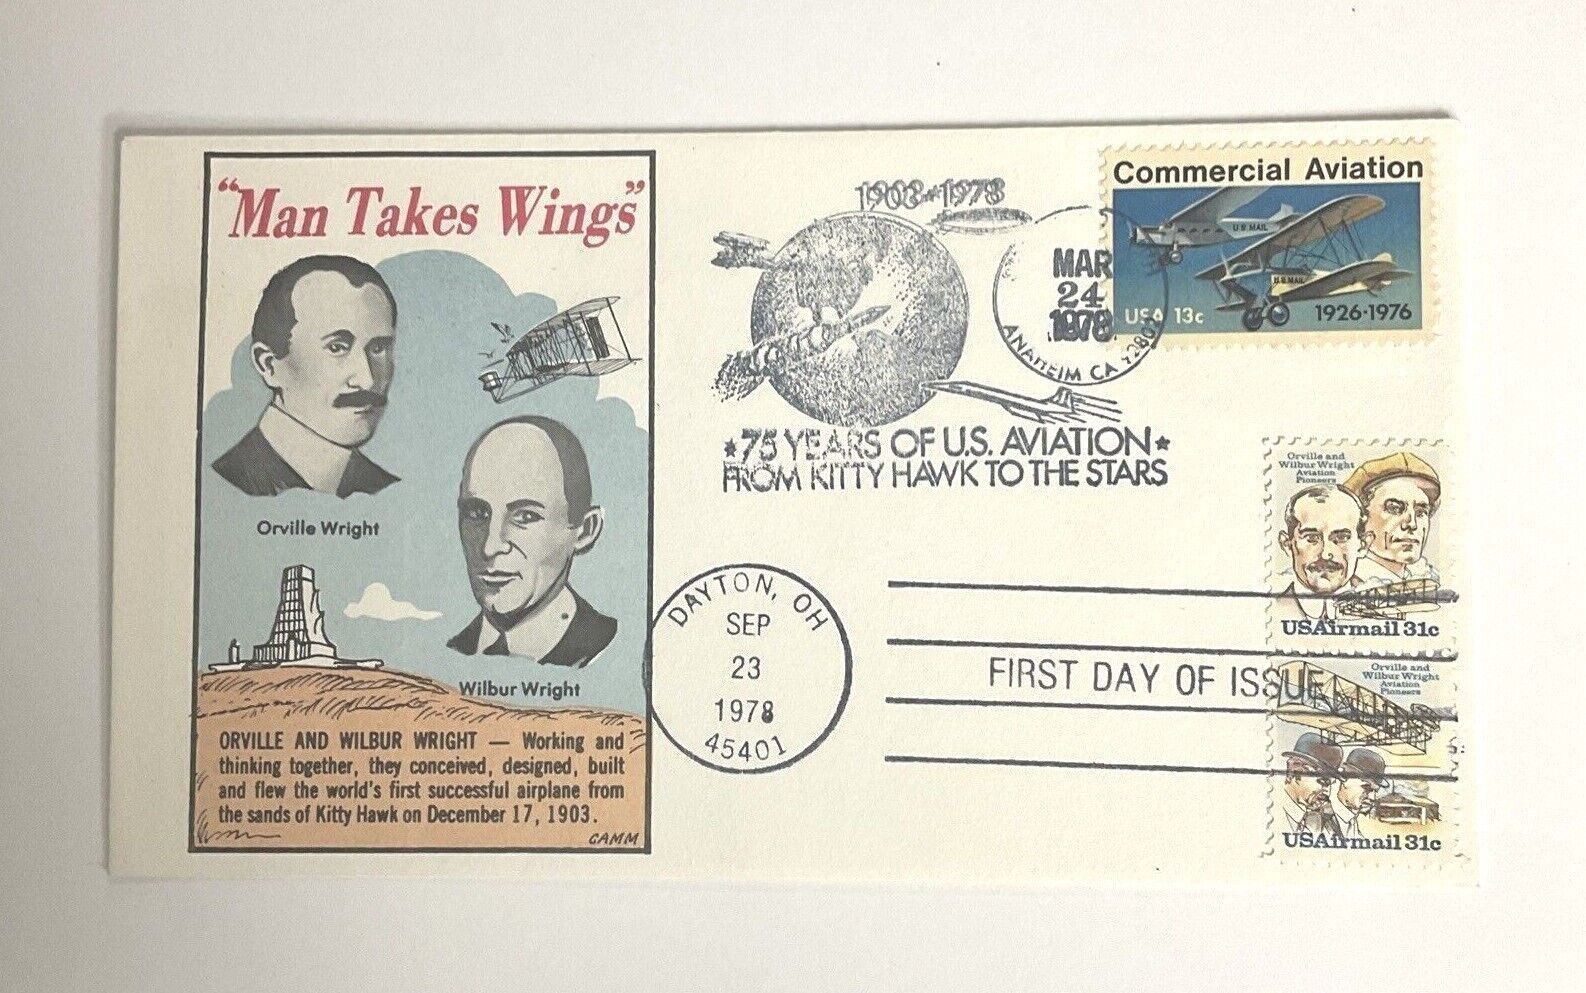 "Man Takes Wings"
Orville Wright
Wilbur Wright
ORVILLE AND WILBUR WRIGHT — Working and
thinking together, they conceived, designed, built
and flew the world's first successful airplane from
the sands of Kitty Hawk on December 17, 1903.
GAMM
1903-1978
★75 YEARS OF U.S. AVIATION★
FROM KITTY HAWK TO THE STARS
MAR
24
1978
ANAHEIM CA 92803
Commercial Aviation
U.S. MAIL
U.S. MAIL
USA 13c
1926-1976
DAYTON, OH
SEP
23
1978
45401
FIRST DAY OF ISSUE
Orville and
Wilbur Wright
Aviation
Pioneers
USAirmail 31c
Orville and
Wilbur Wright
Aviation
Pioneers
USAirmail 31c